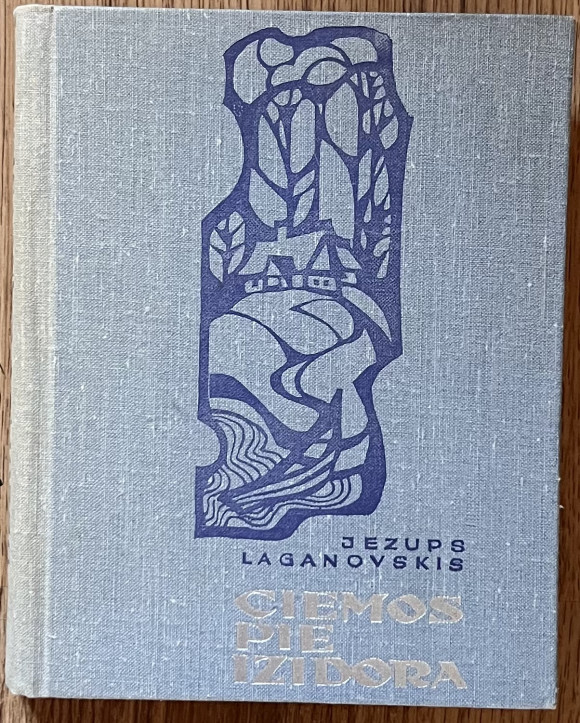 JEZUPS
LAGANOVSKIS
CIEMOS
PIE
IZIDORA